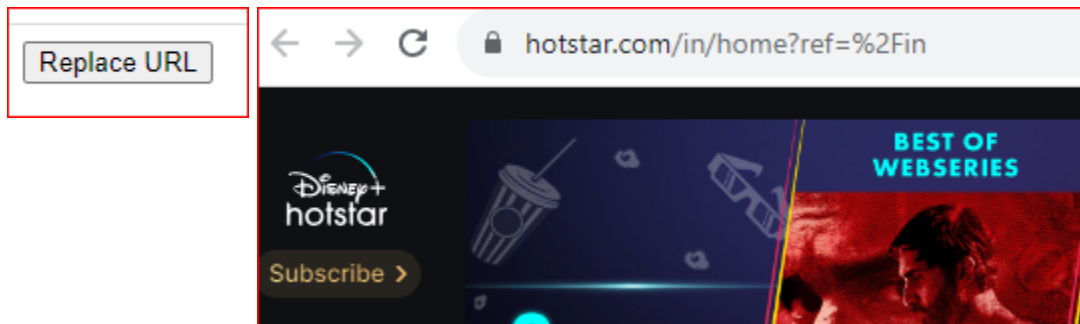 Replace URL
hotstar.com/in/home?ref=%2Fin
BEST OF
WEBSERIES
Disney+
hotstar
Subscribe >